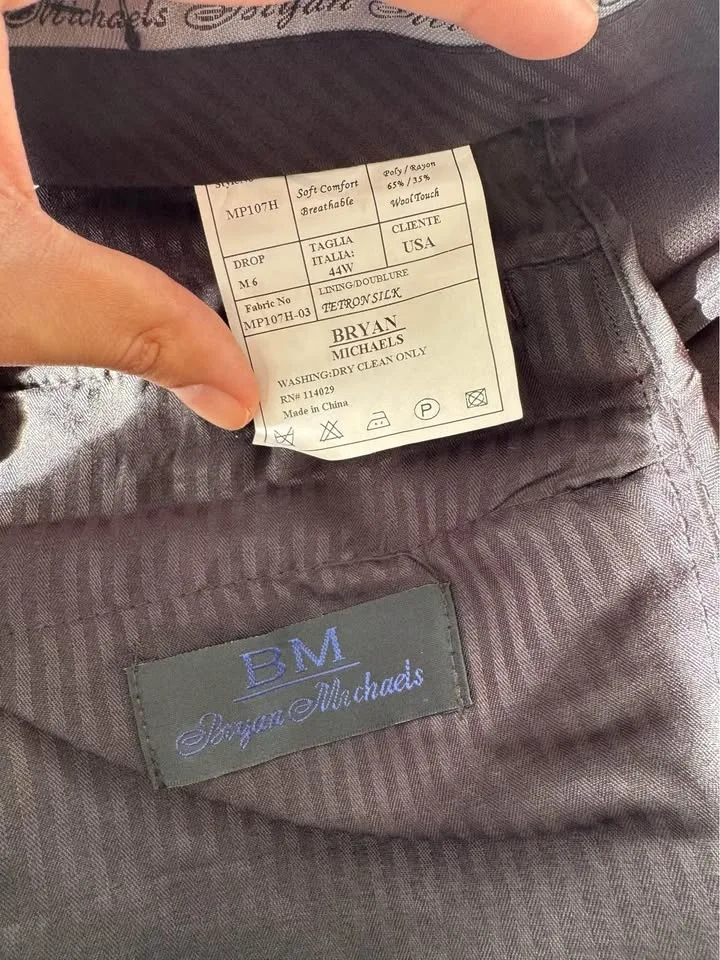 Michaels Bryan
Style No
MP107H
Soft Comfort
Breathable
Poly / Rayon
65% / 35%
Wool Touch
DROP
M 6
TAGLIA
ITALIA:
44W
CLIENTE
USA
Fabric No
MP107H-03
LINING/DOUBLURE
TETRON SILK
BRYAN
MICHAELS
WASHING:DRY CLEAN ONLY
RN# 114029
Made in China
P
BM
Bryan Michaels